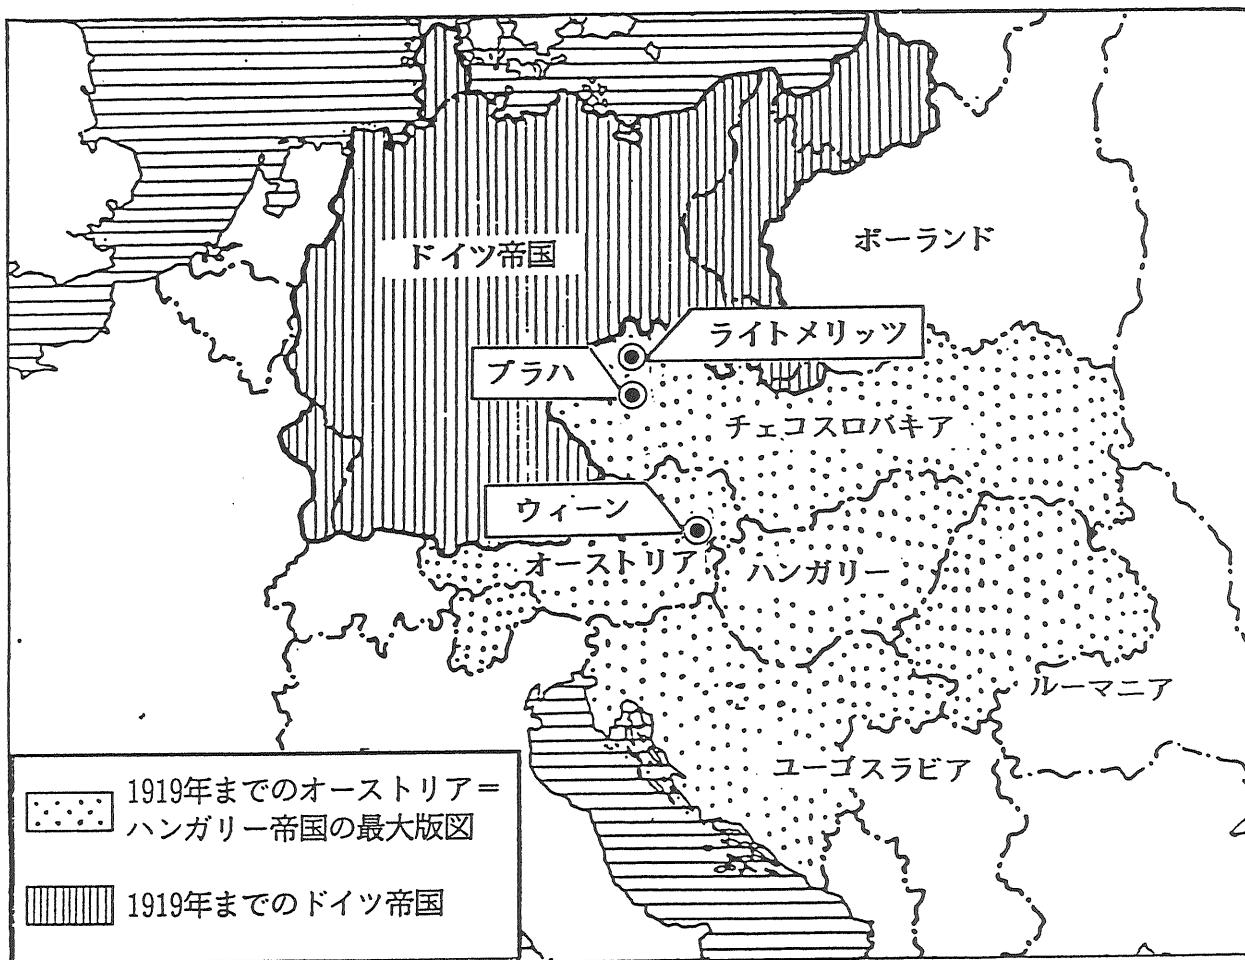 ドイツ帝国
ポーランド
ライトメリッツ
プラハ
チェコスロバキア
ウィーン
オーストリア
ハンガリー
ルーマニア
ユーゴスラビア
1919年までのオーストリア=
ハンガリー帝国の最大版図
1919年までのドイツ帝国